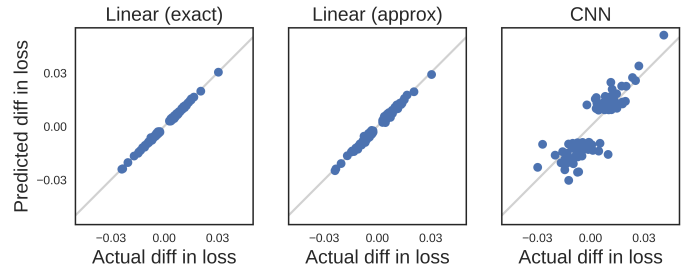 Linear (exact)
Linear (approx)
CNN
Predicted diff in loss
0.03
0.00
−0.03
−0.03 0.00 0.03
−0.03 0.00 0.03
−0.03 0.00 0.03
Actual diff in loss
Actual diff in loss
Actual diff in loss